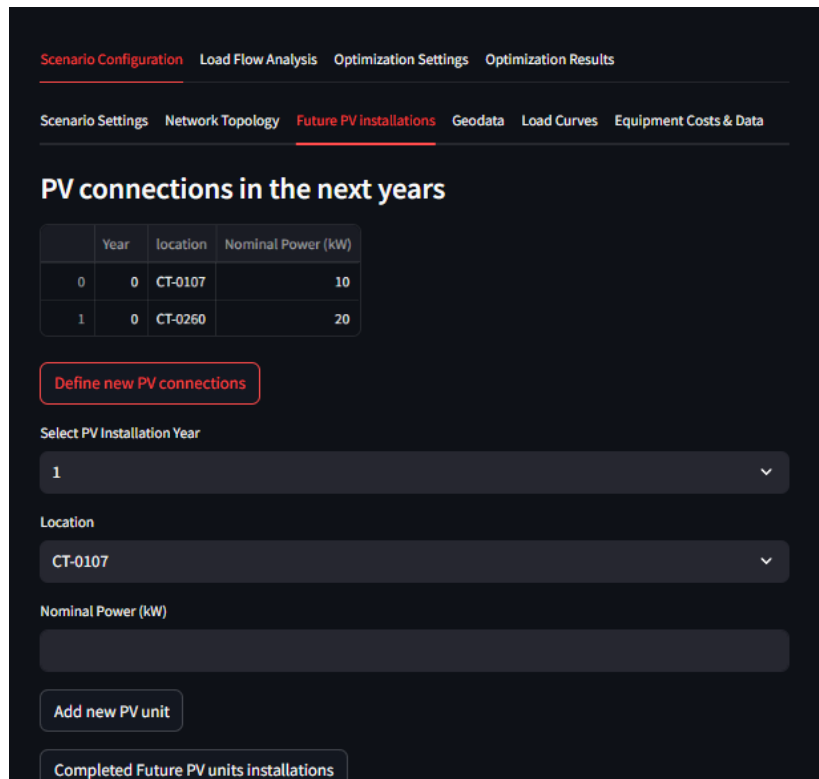 Scenario Configuration Load Flow Analysis Optimization Settings Optimization Results
Scenario Settings Network Topology Future PV installations Geodata Load Curves Equipment Costs & Data
PV connections in the next years
Year location Nominal Power (kW)
0 0 CT-0107 10
1 0 CT-0260 20
Define new PV connections
Select PV Installation Year
1
Location
CT-0107
Nominal Power (kW)
Add new PV unit
Completed Future PV units installations